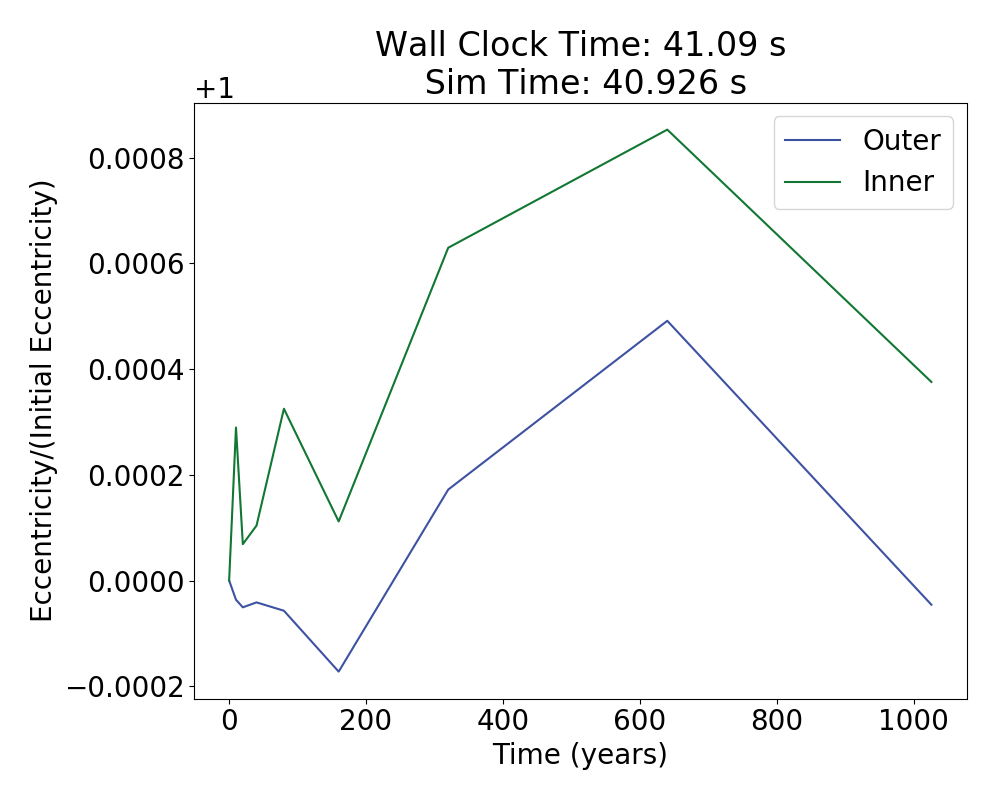 Wall Clock Time: 41.09 s
Sim Time: 40.926 s
+1
Outer
Inner
0.0008
0.0006
0.0004
0.0002
0.0000
−0.0002
Eccentricity/(Initial Eccentricity)
0 200 400 600 800 1000
Time (years)